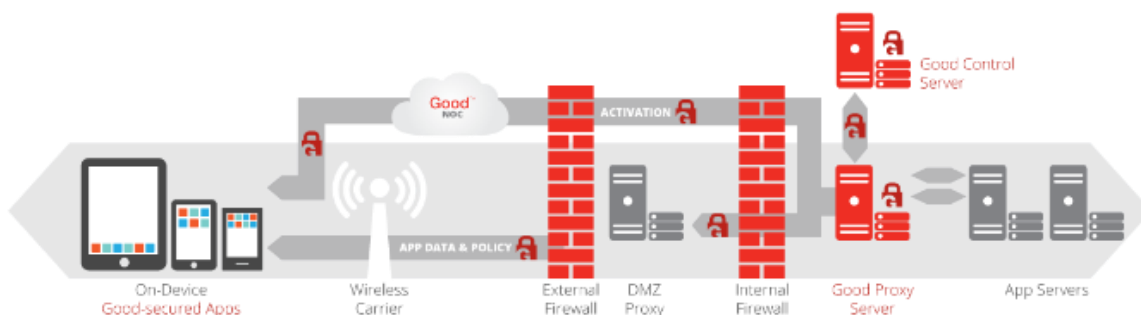 Good Control
Server
Good™
NOC
ACTIVATION
APP DATA & POLICY
On-Device
Good-secured Apps
Wireless
Carrier
External
Firewall
DMZ
Proxy
Internal
Firewall
Good Proxy
Server
App Servers